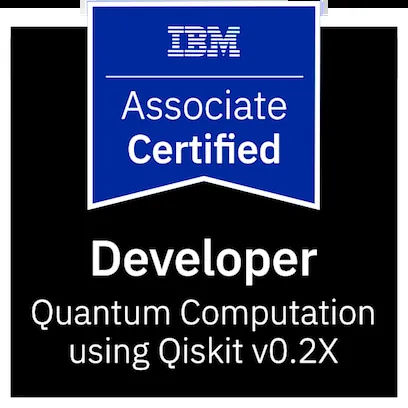 IBM
Associate
Certified
Developer
Quantum Computation
using Qiskit v0.2X